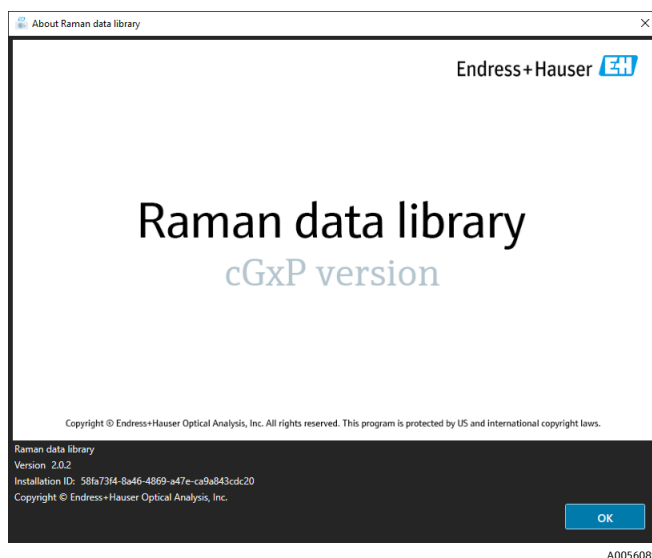 About Raman data library
Endress+Hauser EH
Raman data library
cGxP version
Copyright © Endress+Hauser Optical Analysis, Inc. All rights reserved. This program is protected by US and international copyright laws.
Raman data library
Version 2.0.2
Installation ID: 58fa73f4-8a46-4869-a47e-ca9a843cdc20
Copyright © Endress+Hauser Optical Analysis, Inc.
OK
A005608